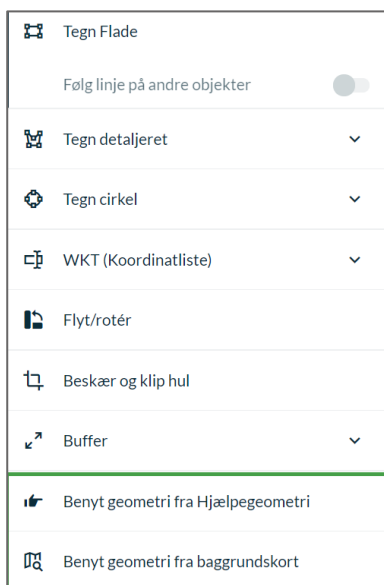 Tegn Flade
Følg linje på andre objekter
Tegn detaljeret
Tegn cirkel
WKT (Koordinatliste)
Flyt/rotér
Beskær og klip hul
Buffer
Benyt geometri fra Hjælpegeometri
Benyt geometri fra baggrundskort